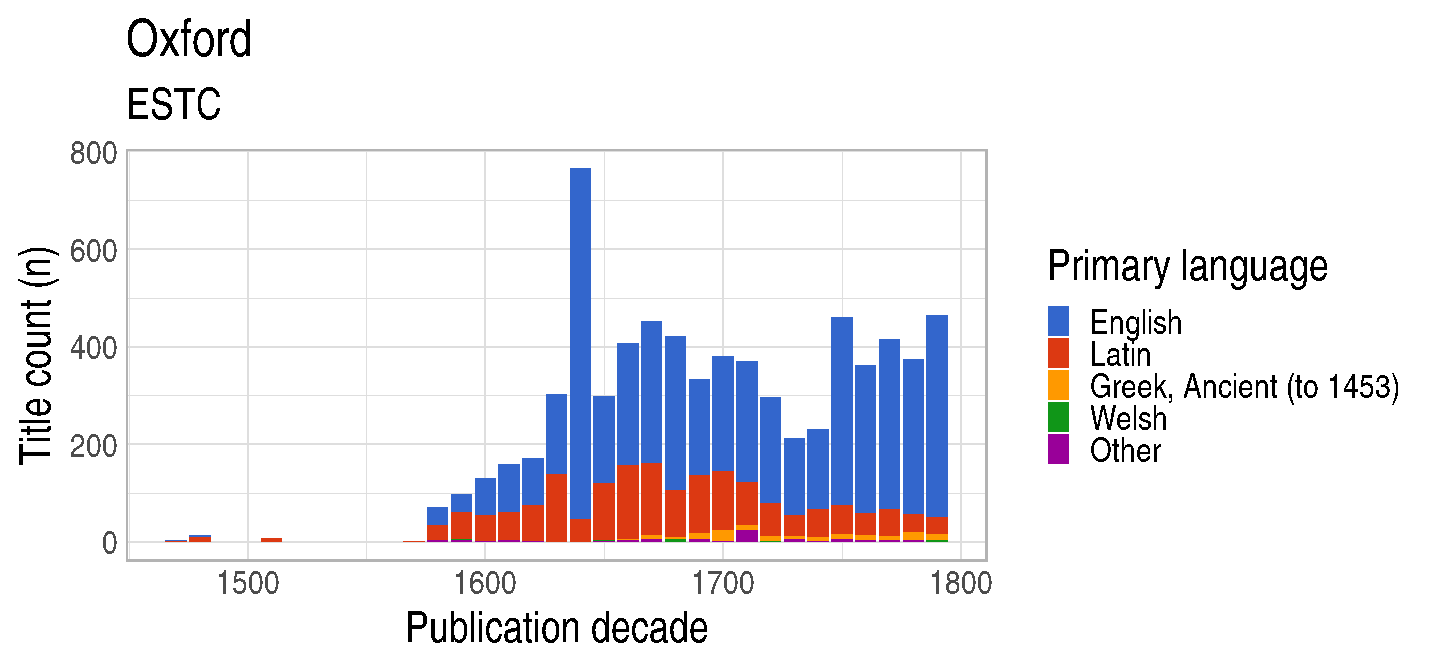 Oxford
ESTC
800
600
400
200
0
Title count (n)
1500 1600 1700 1800
Publication decade
Primary language
English
Latin
Greek, Ancient (to 1453)
Welsh
Other